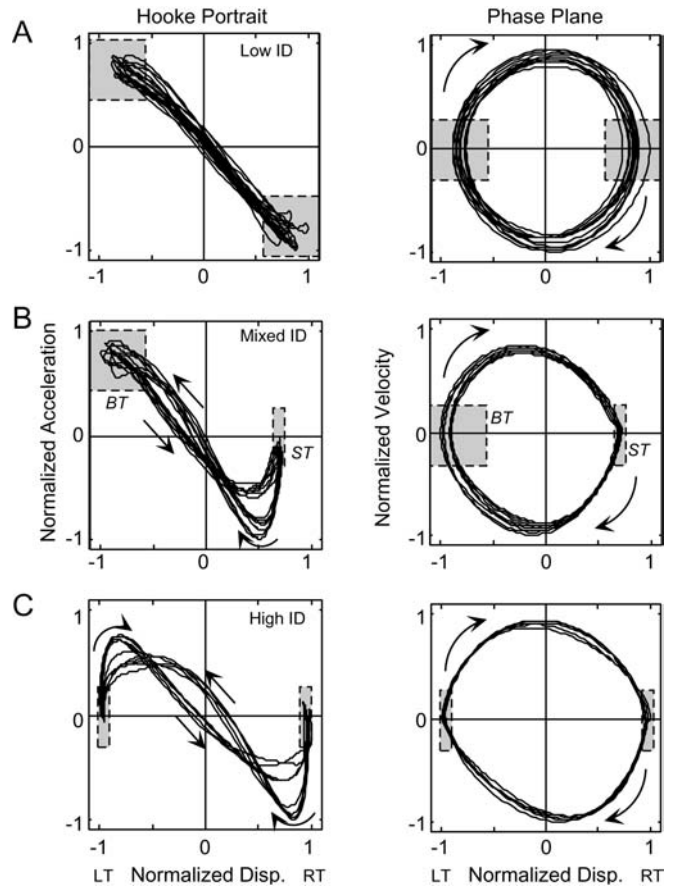 Hooke Portrait
Phase Plane
A
Low ID
1
0
-1
-1 0 1
1
0
-1
-1 0 1
B
Normalized Acceleration
Mixed ID
BT
ST
1
0
-1
-1 0 1
Normalized Velocity
BT
ST
1
0
-1
-1 0 1
C
High ID
1
0
-1
-1 0 1
LT Normalized Disp. RT
1
0
-1
-1 0 1
LT Normalized Disp. RT